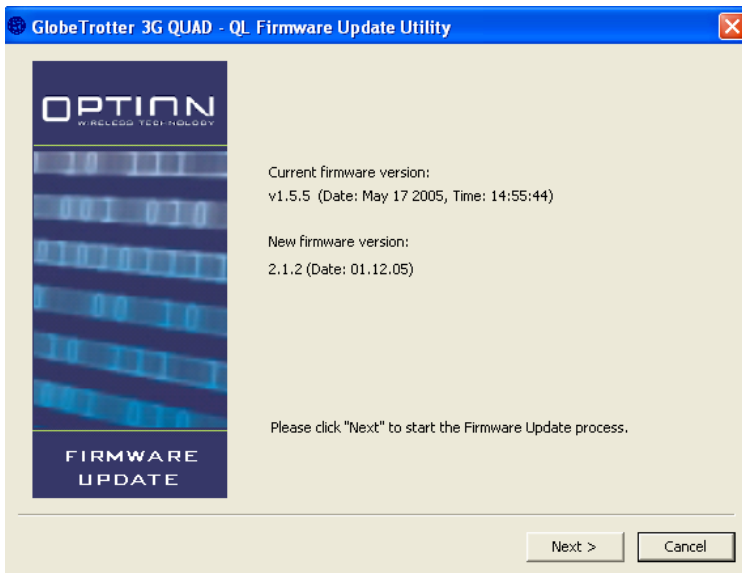 GlobeTrotter 3G QUAD - QL Firmware Update Utility
OPTION
WIRELESS TECHNOLOGY
Current firmware version:
v1.5.5 (Date: May 17 2005, Time: 14:55:44)
New firmware version:
2.1.2 (Date: 01.12.05)
Please click "Next" to start the Firmware Update process.
FIRMWARE
UPDATE
Next >
Cancel